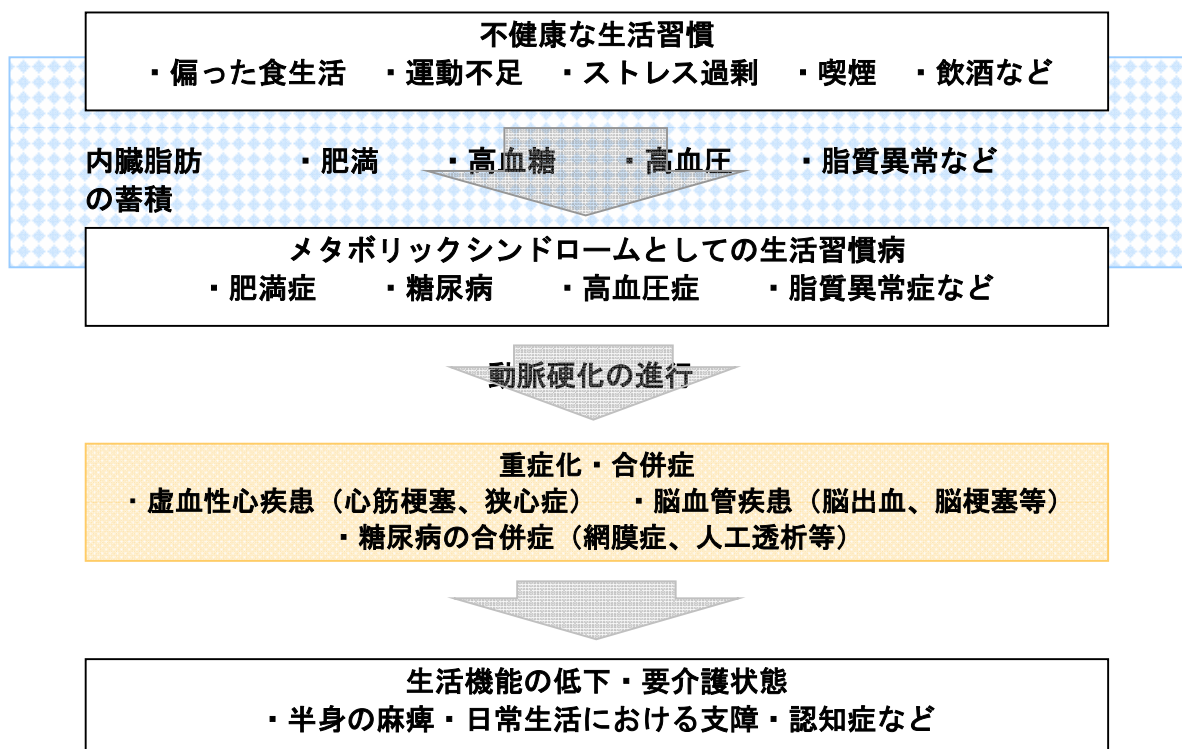 不健康な生活習慣
・偏った食生活　・運動不足　・ストレス過剰　・喫煙　・飲酒など
内臓脂肪　・肥満　・高血糖　・高血圧　・脂質異常など
の蓄積
メタボリックシンドロームとしての生活習慣病
・肥満症　・糖尿病　・高血圧症　・脂質異常症など
動脈硬化の進行
重症化・合併症
・虚血性心疾患（心筋梗塞、狭心症）　・脳血管疾患（脳出血、脳梗塞等）
・糖尿病の合併症（網膜症、人工透析等）
生活機能の低下・要介護状態
・半身の麻痺・日常生活における支障・認知症など